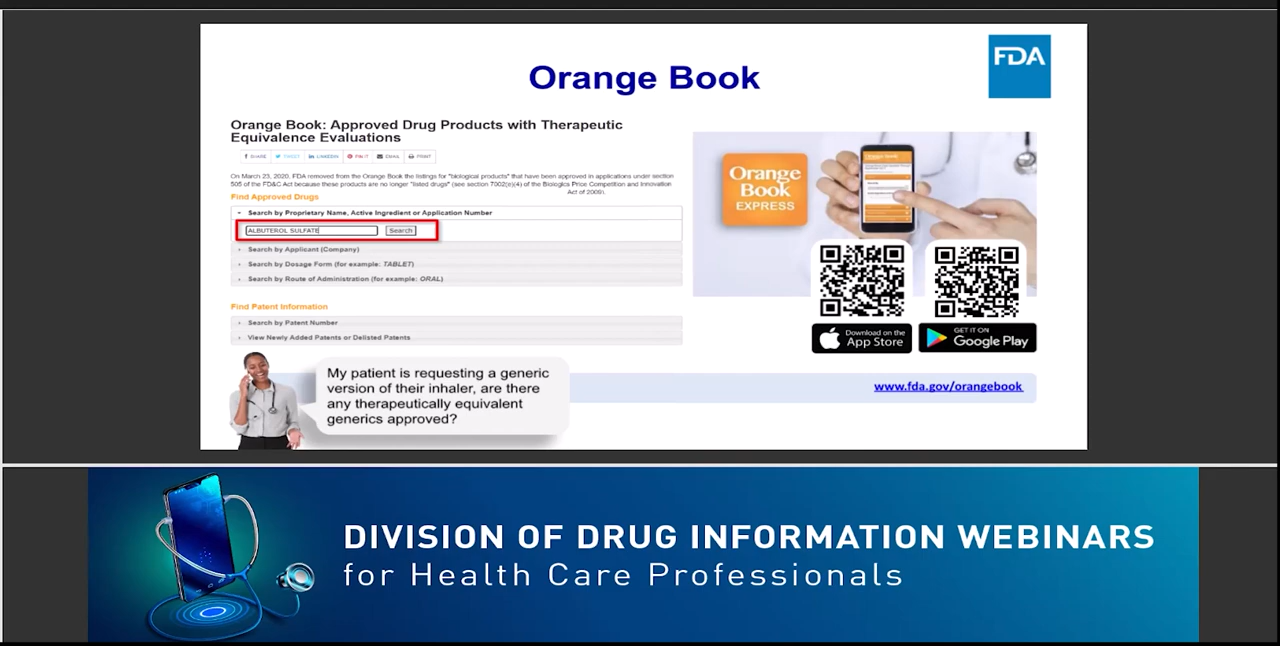 Orange Book
FDA
Orange Book: Approved Drug Products with Therapeutic
Equivalence Evaluations
SHARE TWEET LINKEDIN PIN IT EMAIL PRINT
On March 23, 2020, FDA removed from the Orange Book the listings for "biological products" that have been approved in applications under section
505 of the FD&C Act because these products are no longer "listed drugs" (see section 7002(e)(4) of the Biologics Price Competition and Innovation
Act of 2009).
Find Approved Drugs
Search by Proprietary Name, Active Ingredient or Application Number
ALBUTEROL SULFATE Search
Search by Applicant (Company)
Search by Dosage Form (for example: TABLET)
Search by Route of Administration (for example: ORAL)
Find Patent Information
Search by Patent Number
View Newly Added Patents or Delisted Patents
Orange
Book
EXPRESS
Download on the
App Store
GET IT ON
Google Play
My patient is requesting a generic
version of their inhaler, are there
any therapeutically equivalent
generics approved?
www.fda.gov/orangebook
DIVISION OF DRUG INFORMATION WEBINARS
for Health Care Professionals